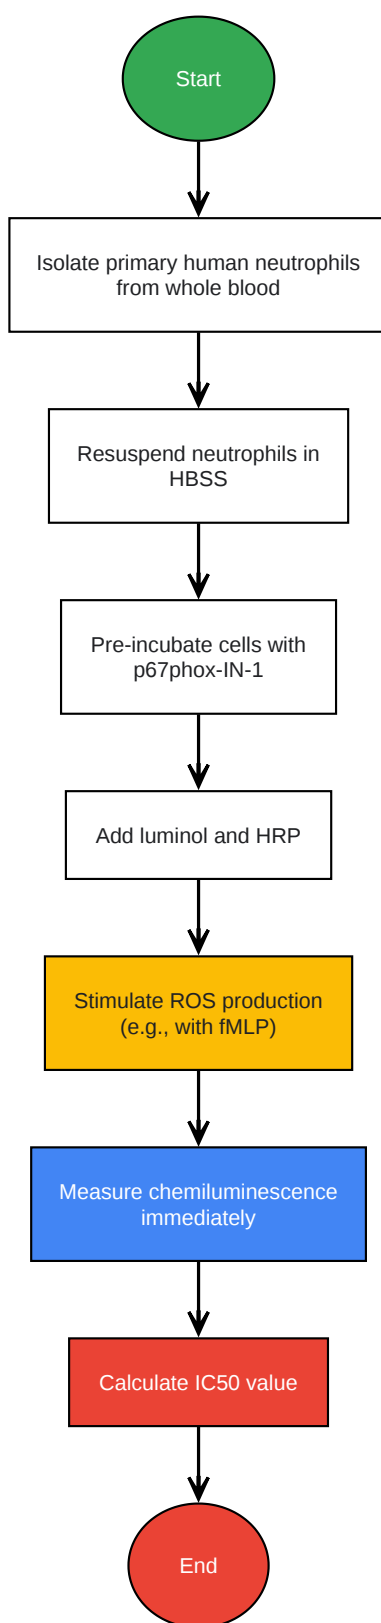 Start
Isolate primary human neutrophils
from whole blood
Resuspend neutrophils in
HBSS
Pre-incubate cells with
p67phox-IN-1
Add luminol and HRP
Stimulate ROS production
(e.g., with fMLP)
Measure chemiluminescence
immediately
Calculate IC50 value
End